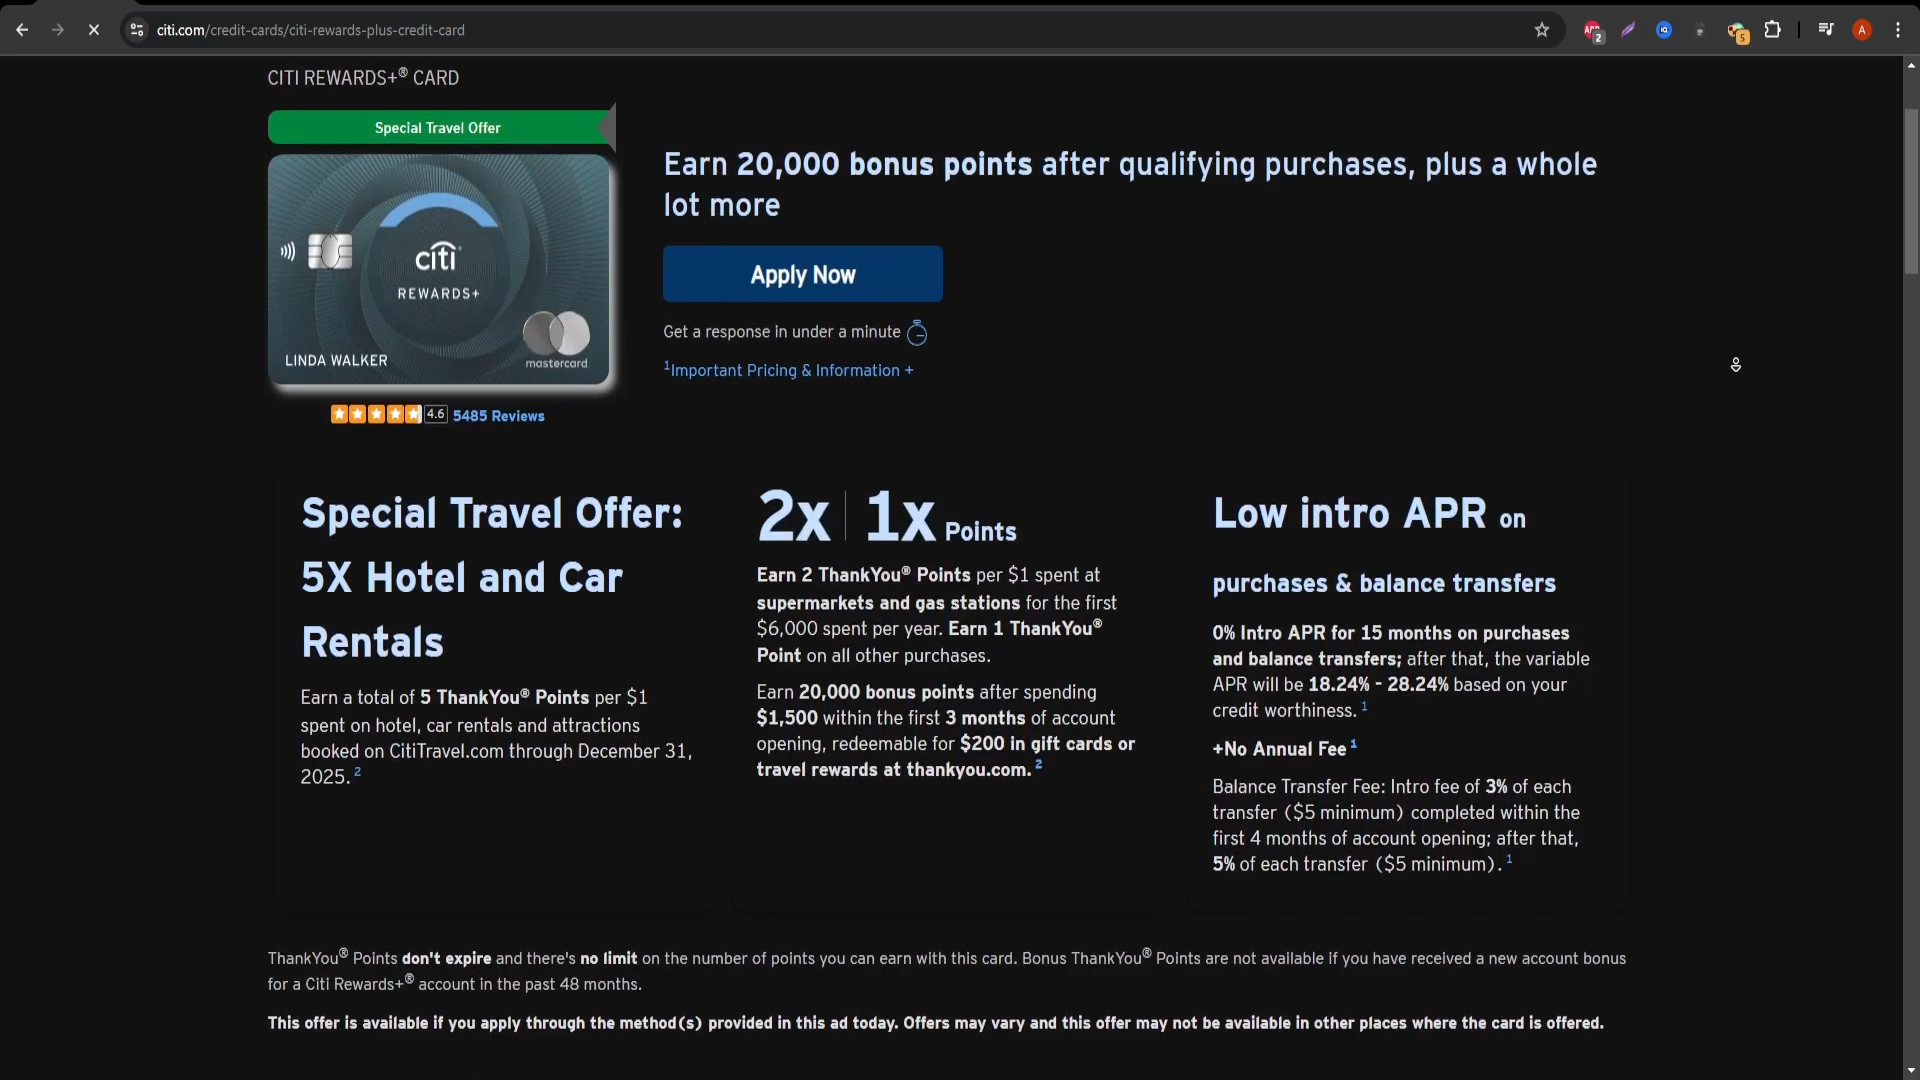 citi.com/credit-cards/citi-rewards-plus-credit-card
2
5
A
CITI REWARDS+® CARD
Special Travel Offer
citi
REWARDS+
LINDA WALKER
mastercard
4.6 5485 Reviews
Earn 20,000 bonus points after qualifying purchases, plus a whole
lot more
Apply Now
Get a response in under a minute
¹Important Pricing & Information +
Special Travel Offer:
5X Hotel and Car
Rentals
Earn a total of 5 ThankYou® Points per $1
spent on hotel, car rentals and attractions
booked on CitiTravel.com through December 31,
2025. ²
2x | 1x Points
Earn 2 ThankYou® Points per $1 spent at
supermarkets and gas stations for the first
$6,000 spent per year. Earn 1 ThankYou®
Point on all other purchases.
Earn 20,000 bonus points after spending
$1,500 within the first 3 months of account
opening, redeemable for $200 in gift cards or
travel rewards at thankyou.com. ²
Low intro APR on
purchases & balance transfers
0% Intro APR for 15 months on purchases
and balance transfers; after that, the variable
APR will be 18.24% - 28.24% based on your
credit worthiness. ¹
+No Annual Fee ¹
Balance Transfer Fee: Intro fee of 3% of each
transfer ($5 minimum) completed within the
first 4 months of account opening; after that,
5% of each transfer ($5 minimum). ¹
ThankYou® Points don't expire and there's no limit on the number of points you can earn with this card. Bonus ThankYou® Points are not available if you have received a new account bonus
for a Citi Rewards+® account in the past 48 months.
This offer is available if you apply through the method(s) provided in this ad today. Offers may vary and this offer may not be available in other places where the card is offered.